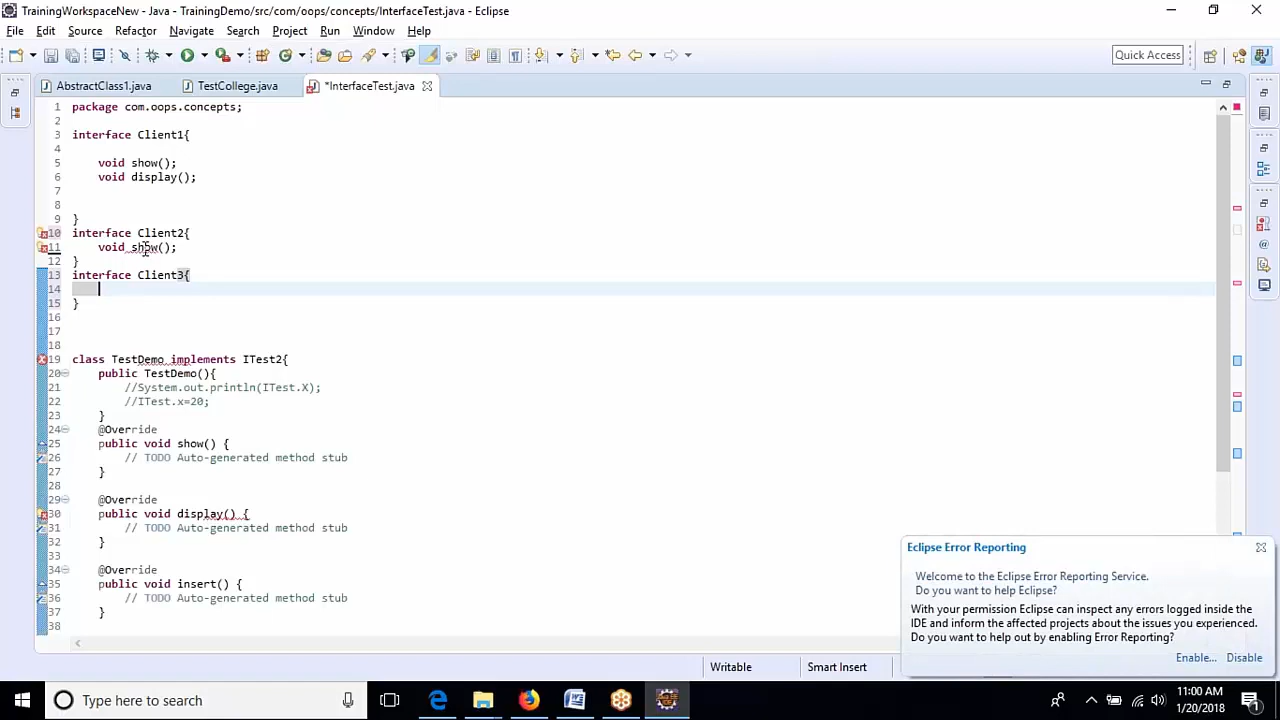 TrainingWorkspaceNew - Java - TrainingDemo/src/com/oops/concepts/InterfaceTest.java - Eclipse
File Edit Source Refactor Navigate Search Project Run Window Help
Quick Access
AbstractClass1.java TestCollege.java *InterfaceTest.java
1 package com.oops.concepts;
2
3 interface Client1{
4
5 void show();
6 void display();
7
8
9 }
10 interface Client2{
11 void show();
12 }
13 interface Client3{
14
15 }
16
17
18
19 class TestDemo implements ITest2{
20 public TestDemo(){
21 //System.out.println(ITest.X);
22 //ITest.x=20;
23 }
24 @Override
25 public void show() {
26 // TODO Auto-generated method stub
27 }
28
29 @Override
30 public void display() {
31 // TODO Auto-generated method stub
32 }
33
34 @Override
35 public void insert() {
36 // TODO Auto-generated method stub
37 }
38
Eclipse Error Reporting
Welcome to the Eclipse Error Reporting Service.
Do you want to help Eclipse?
With your permission Eclipse can inspect any errors logged inside the
IDE and inform the affected projects about the issues you experienced.
Do you want to help out by enabling Error Reporting?
Enable... Disable
Writable Smart Insert
Type here to search
11:00 AM
1/20/2018
1